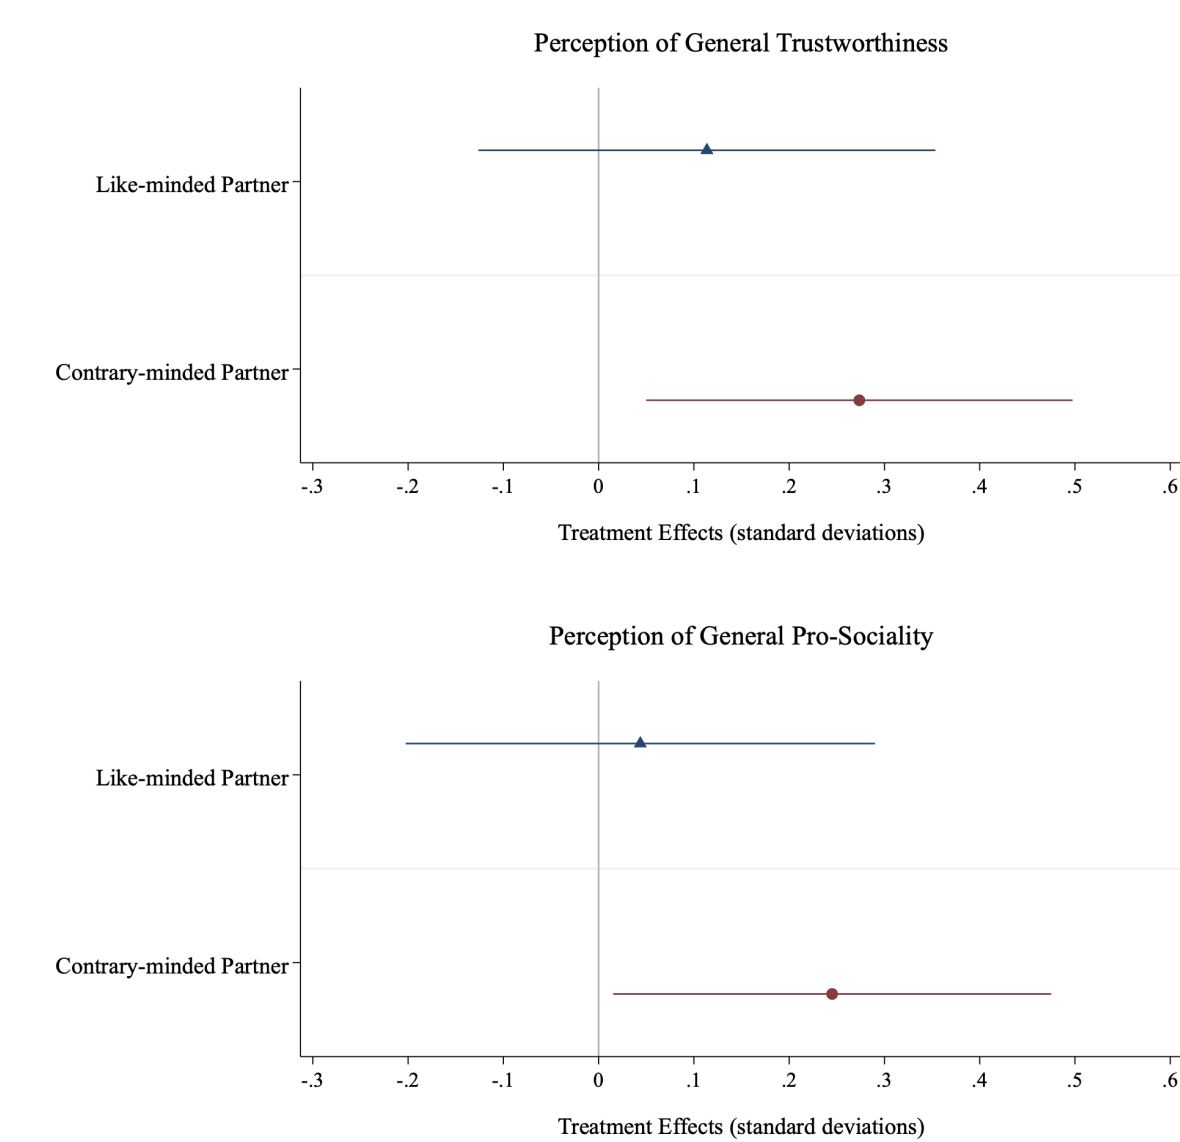 Perception of General Trustworthiness
Like-minded Partner
Contrary-minded Partner
-.3 -.2 -.1 0 .1 .2 .3 .4 .5 .6
Treatment Effects (standard deviations)
Perception of General Pro-Sociality
Like-minded Partner
Contrary-minded Partner
-.3 -.2 -.1 0 .1 .2 .3 .4 .5 .6
Treatment Effects (standard deviations)